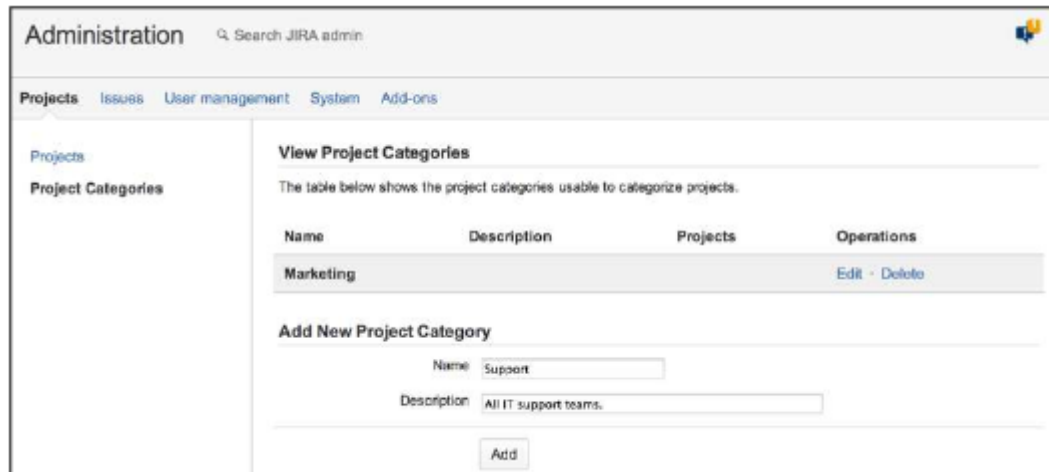 Administration Search JIRA admin
Projects Issues User management System Add-ons
Projects
Project Categories
View Project Categories
The table below shows the project categories usable to categorize projects.
Name Description Projects Operations
Marketing Edit · Delete
Add New Project Category
Name Support
Description All IT support teams.
Add